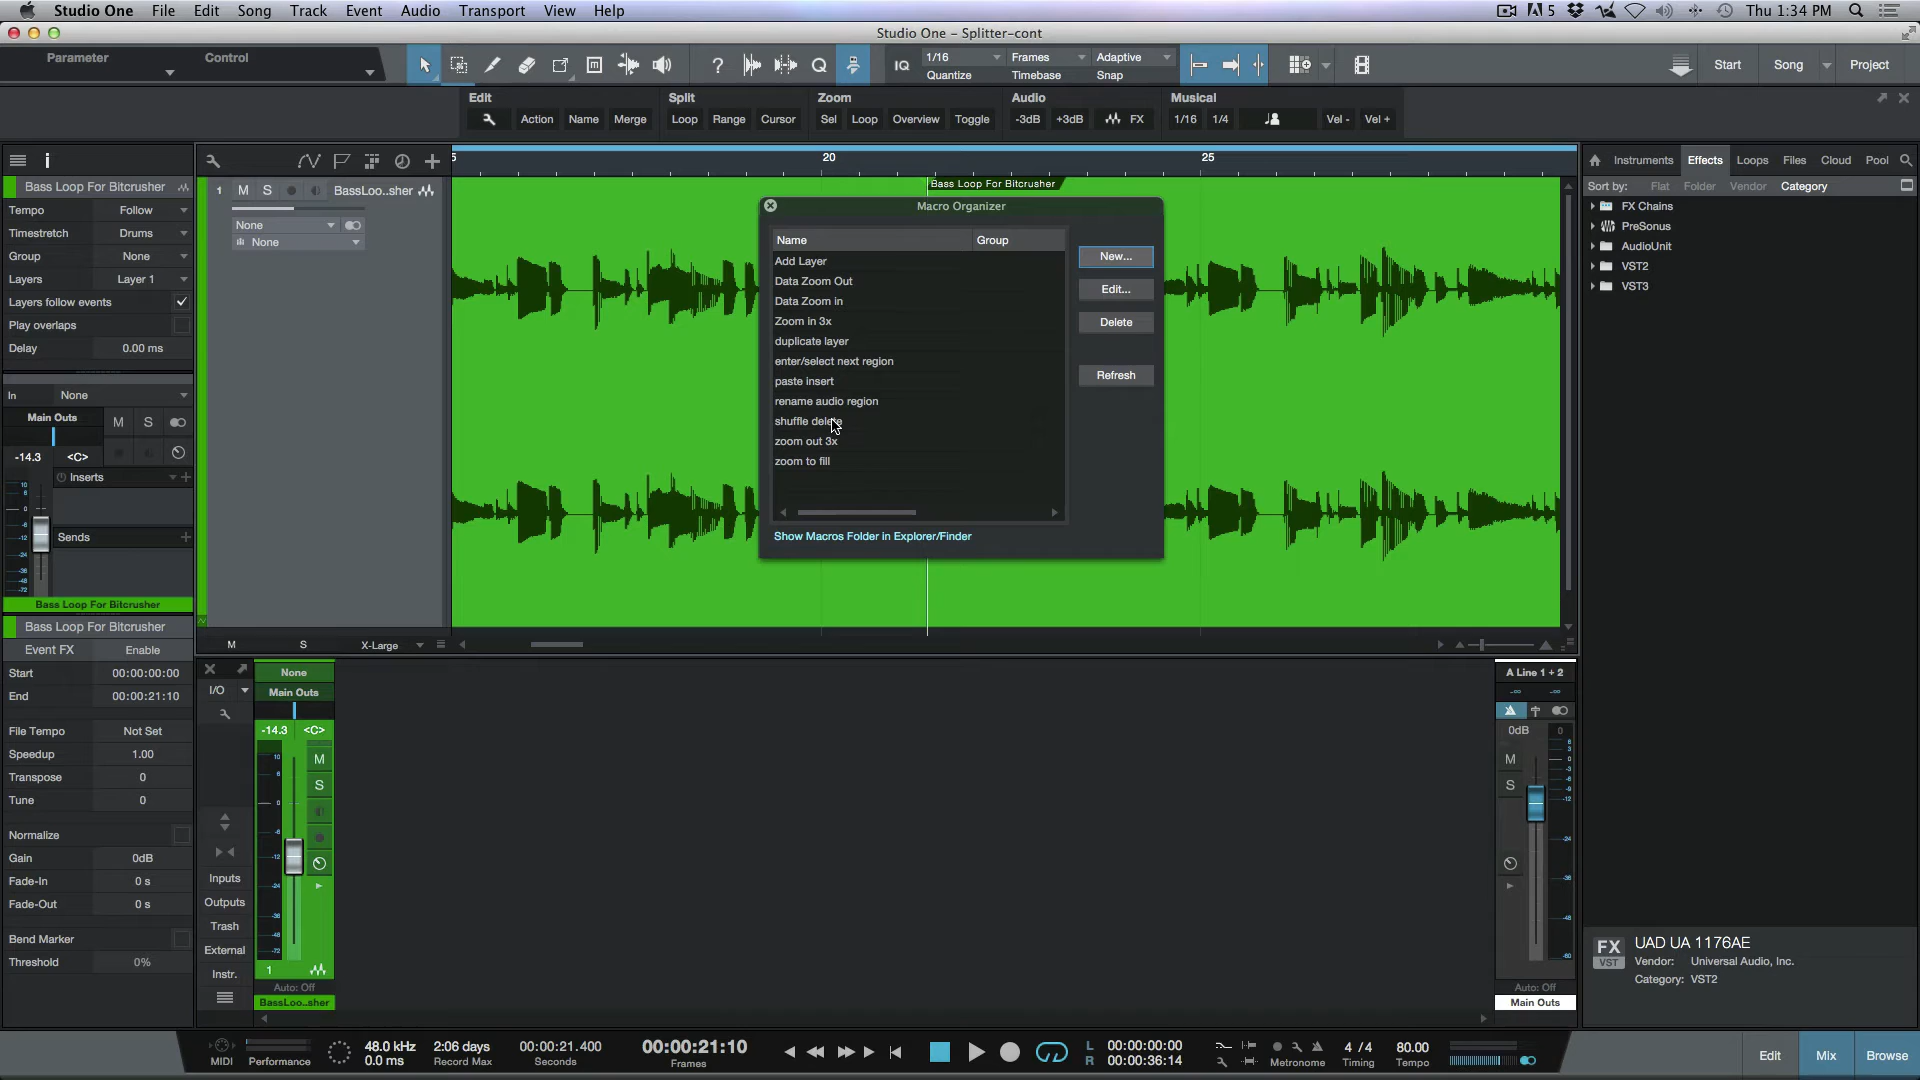 Studio One File Edit Song Track Event Audio Transport View Help
5 Thu 1:34 PM
Studio One – Splitter-cont
Parameter Control
IQ 1/16 Frames Adaptive
Quantize Timebase Snap
Start Song Project
Edit Split Zoom Audio Musical
Action Name Merge Loop Range Cursor Sel Loop Overview Toggle -3dB +3dB FX 1/16 1/4 Vel - Vel +
i
5 20 25
Instruments Effects Loops Files Cloud Pool
Sort by: Flat Folder Vendor Category
FX Chains
PreSonus
AudioUnit
VST2
VST3
Bass Loop For Bitcrusher
Tempo Follow
Timestretch Drums
Group None
Layers Layer 1
Layers follow events
Play overlaps
Delay 0.00 ms
In None
Main Outs M S
-14.3 <C>
Inserts
Sends
Bass Loop For Bitcrusher
1 M S BassLoo..sher
None
None
Bass Loop For Bitcrusher
Macro Organizer
Name Group
Add Layer
Data Zoom Out
Data Zoom in
Zoom in 3x
duplicate layer
enter/select next region
paste insert
rename audio region
shuffle delete
zoom out 3x
zoom to fill
New...
Edit...
Delete
Refresh
Show Macros Folder in Explorer/Finder
M S X-Large
Bass Loop For Bitcrusher
Event FX Enable
Start 00:00:00:00
End 00:00:21:10
File Tempo Not Set
Speedup 1.00
Transpose 0
Tune 0
Normalize
Gain 0dB
Fade-In 0 s
Fade-Out 0 s
Bend Marker
Threshold 0%
I/O
Inputs
Outputs
Trash
External
Instr.
None
Main Outs
-14.3 <C>
M
S
1
Auto: Off
BassLoo..sher
A Line 1 + 2
-∞ -∞
0dB 0
M
S
Auto: Off
Main Outs
FX
VST
UAD UA 1176AE
Vendor: Universal Audio, Inc.
Category: VST2
MIDI Performance
48.0 kHz
0.0 ms
2:06 days
Record Max
00:00:21.400
Seconds
00:00:21:10
Frames
L 00:00:00:00
R 00:00:36:14
Metronome
4 / 4
Timing
80.00
Tempo
Edit Mix Browse